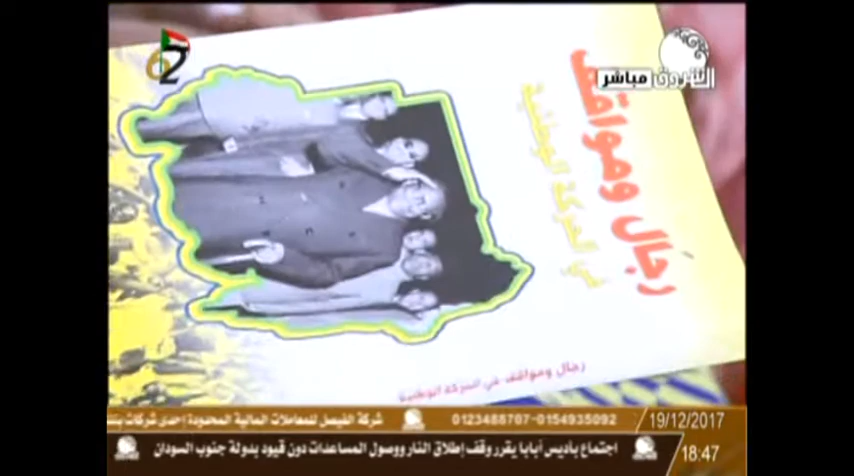 62
الشروق
مباشر
رجال ومواقف
في الحركة الوطنية
رجال ومواقف في الحركة الوطنية
شركة الفيصل للمعاملات المالية المحدودة إحدى شركات بنك
0123488707-0154935092
19/12/2017
اجتماع باديس أبابا يقرر وقف إطلاق النار ووصول المساعدات دون قيود بدولة جنوب السودان
18:47